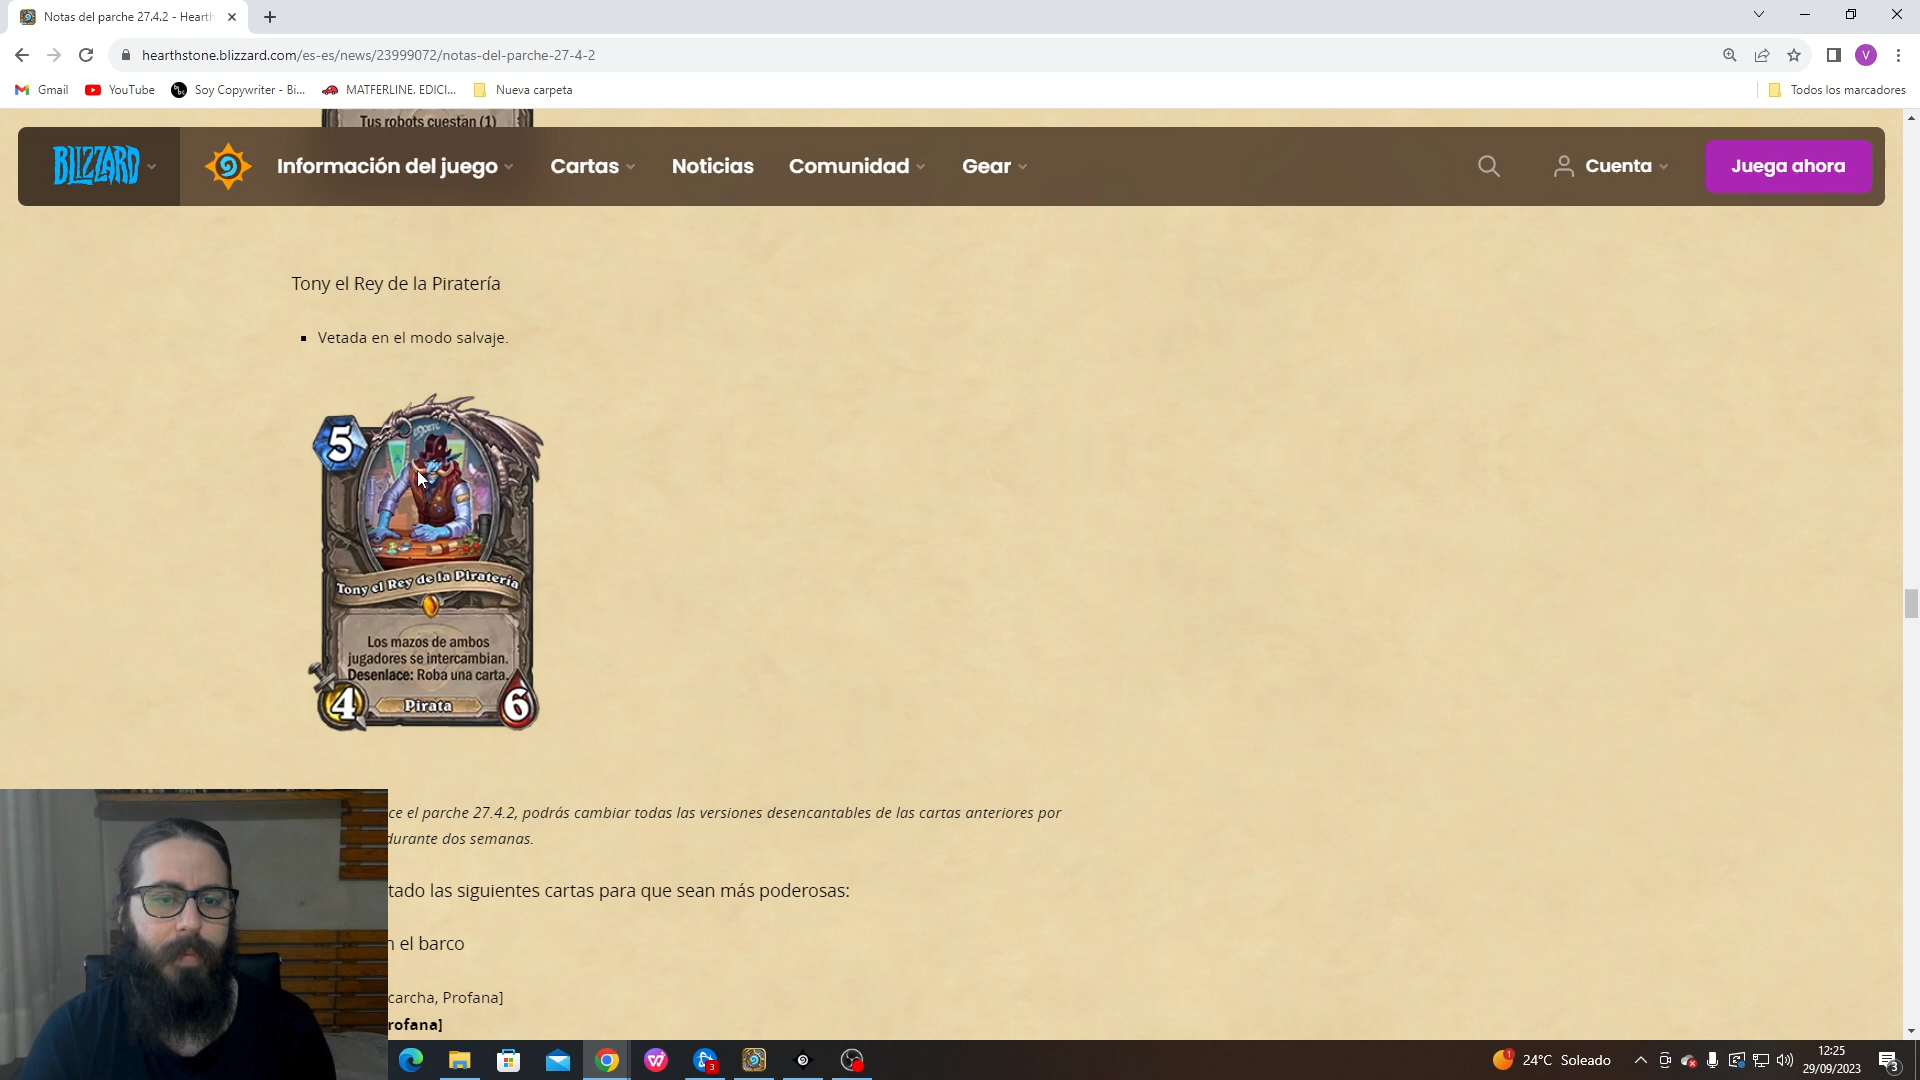 Notas del parche 27.4.2 - Hearth
hearthstone.blizzard.com/es-es/news/23999072/notas-del-parche-27-4-2
V
Gmail
YouTube
Soy Copywriter - Bi...
MATFERLINE. EDICI...
Nueva carpeta
Todos los marcadores
Tus robots cuestan (1)
BLIZZARD
Información del juego
Cartas
Noticias
Comunidad
Gear
Cuenta
Juega ahora
Tony el Rey de la Piratería
Vetada en el modo salvaje.
5
Tony el Rey de la Piratería
Los mazos de ambos
jugadores se intercambian.
Desenlace: Roba una carta.
4
Pirata
6
ce el parche 27.4.2, podrás cambiar todas las versiones desencantables de las cartas anteriores por
durante dos semanas.
tado las siguientes cartas para que sean más poderosas:
n el barco
carcha, Profana]
rofana]
3
1
24°C Soleado
12:25
29/09/2023
3